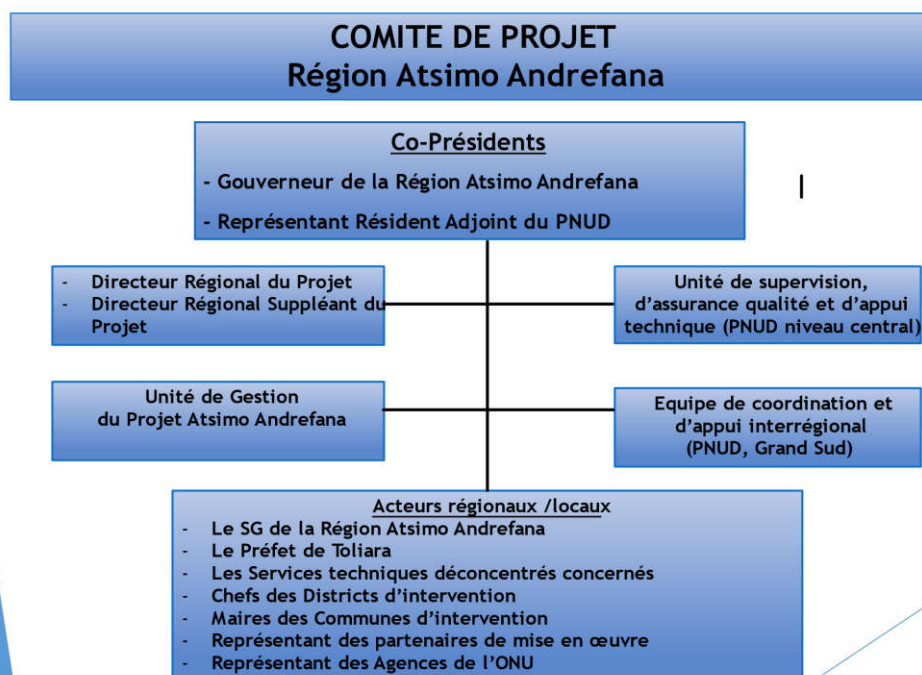 COMITE DE PROJET
Région Atsimo Andrefana
Co-Présidents
- Gouverneur de la Région Atsimo Andrefana
- Représentant Résident Adjoint du PNUD
- Directeur Régional du Projet
- Directeur Régional Suppléant du
Projet
Unité de supervision,
d'assurance qualité et d'appui
technique (PNUD niveau central)
Unité de Gestion
du Projet Atsimo Andrefana
Equipe de coordination et
d'appui interrégional
(PNUD, Grand Sud)
Acteurs régionaux /locaux
- Le SG de la Région Atsimo Andrefana
- Le Préfet de Toliara
- Les Services techniques déconcentrés concernés
- Chefs des Districts d'intervention
- Maires des Communes d'intervention
- Représentant des partenaires de mise en œuvre
- Représentant des Agences de l'ONU